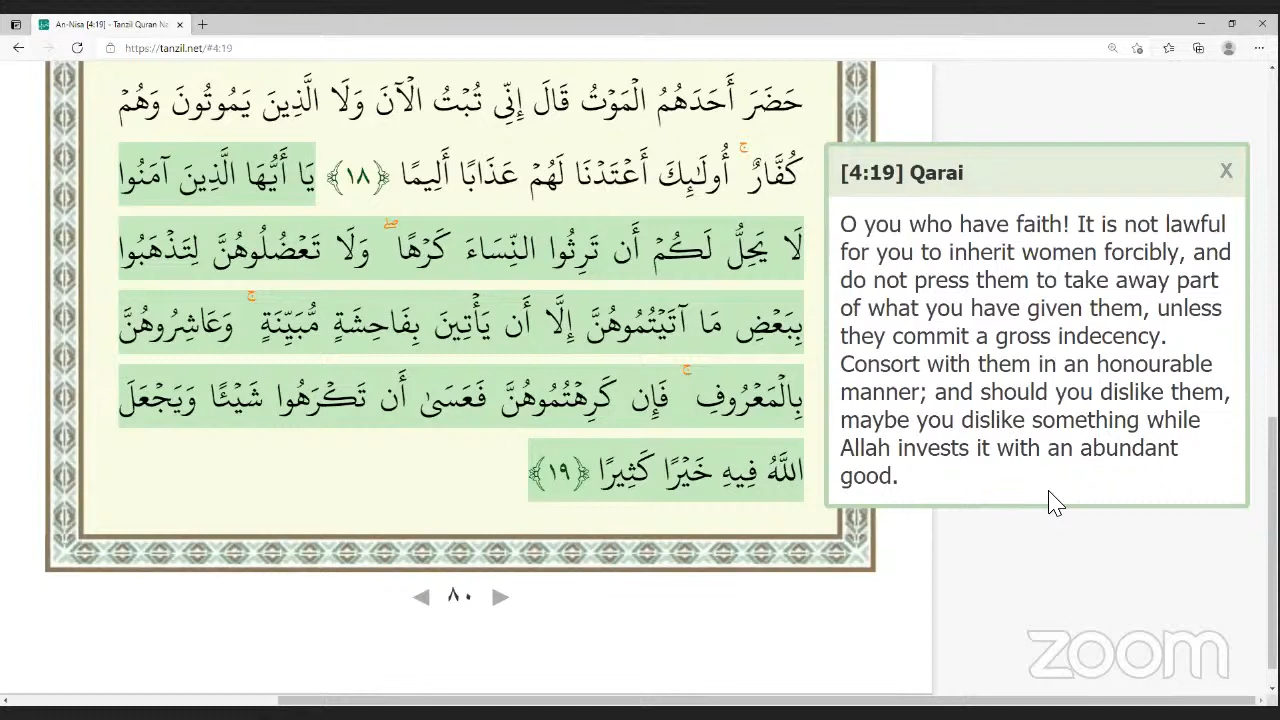 An-Nisa [4:19] - Tanzil Quran Na
https://tanzil.net/#4:19
حَضَرَ أَحَدَهُمُ الْمَوْتُ قَالَ إِنِّي تُبْتُ الْآنَ وَلَا الَّذِينَ يَمُوتُونَ وَهُمْ
كُفَّارٌ ۚ أُولَـٰئِكَ أَعْتَدْنَا لَهُمْ عَذَابًا أَلِيمًا ﴿١٨﴾ يَا أَيُّهَا الَّذِينَ آمَنُوا
لَا يَحِلُّ لَكُمْ أَن تَرِثُوا النِّسَاءَ كَرْهًا ۖ وَلَا تَعْضُلُوهُنَّ لِتَذْهَبُوا
بِبَعْضِ مَا آتَيْتُمُوهُنَّ إِلَّا أَن يَأْتِينَ بِفَاحِشَةٍ مُّبَيِّنَةٍ ۚ وَعَاشِرُوهُنَّ
بِالْمَعْرُوفِ ۚ فَإِن كَرِهْتُمُوهُنَّ فَعَسَىٰ أَن تَكْرَهُوا شَيْئًا وَيَجْعَلَ
اللَّهُ فِيهِ خَيْرًا كَثِيرًا ﴿١٩﴾
٨٠
[4:19] Qarai
X
O you who have faith! It is not lawful
for you to inherit women forcibly, and
do not press them to take away part
of what you have given them, unless
they commit a gross indecency.
Consort with them in an honourable
manner; and should you dislike them,
maybe you dislike something while
Allah invests it with an abundant
good.
zoom